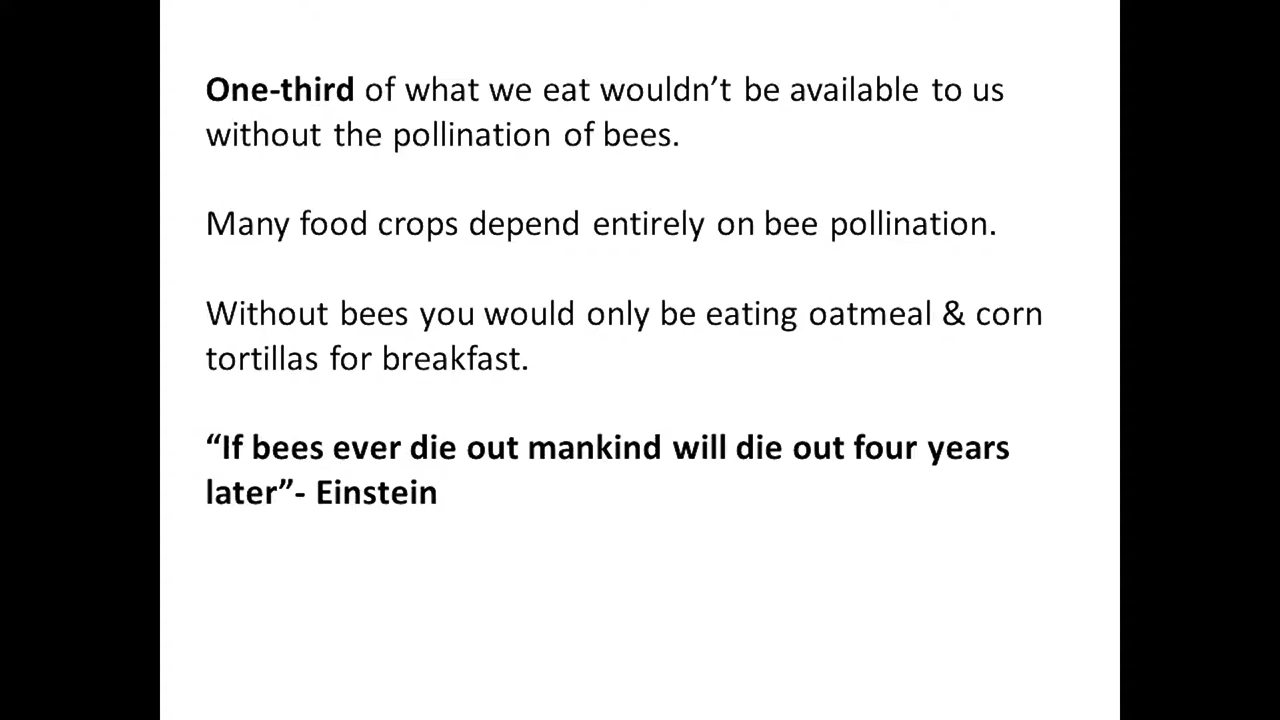 One-third of what we eat wouldn’t be available to us
without the pollination of bees.
Many food crops depend entirely on bee pollination.
Without bees you would only be eating oatmeal & corn
tortillas for breakfast.
“If bees ever die out mankind will die out four years
later”- Einstein